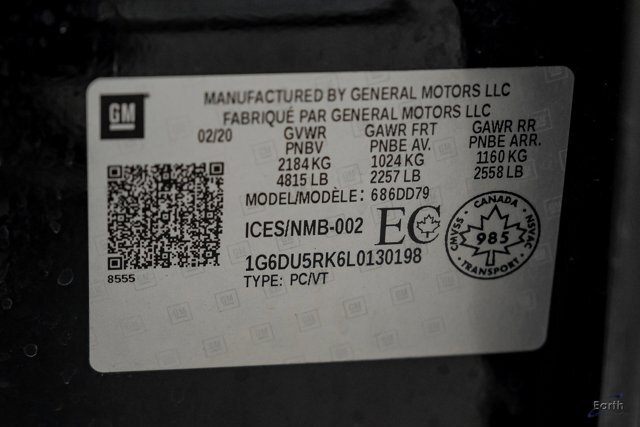 GM
MANUFACTURED BY GENERAL MOTORS LLC
FABRIQUÉ PAR GENERAL MOTORS LLC
02/20 GVWR GAWR FRT GAWR RR
PNBV PNBE AV. PNBE ARR.
2184 KG 1024 KG 1160 KG
4815 LB 2257 LB 2558 LB
MODEL/MODÈLE: 686DD79
ICES/NMB-002 EC
CANADA
CMVSS 985 NSVAC
TRANSPORT
1G6DU5RK6L0130198
8555 TYPE: PC/VT
Earth